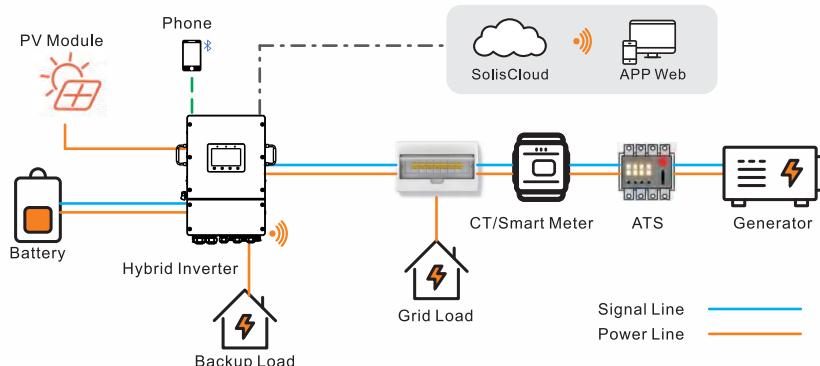 Phone
PV Module
SolisCloud
APP Web
Battery
Hybrid Inverter
CT/Smart Meter
ATS
Generator
Grid Load
Backup Load
Signal Line
Power Line